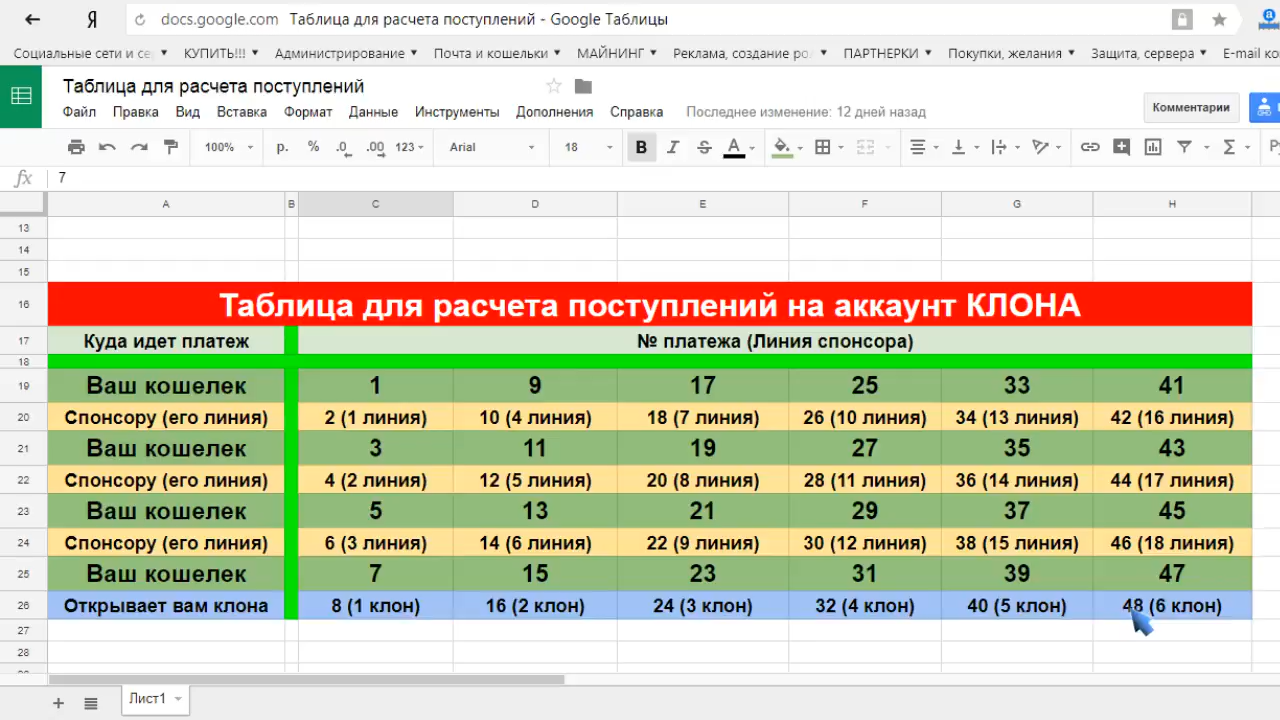 Я docs.google.com Таблица для расчета поступлений - Google Таблицы
Социальные сети и се КУПИТЬ!!! Администрирование Почта и кошельки МАЙНИНГ Реклама, создание рол ПАРТНЕРКИ Покупки, желания Защита, сервера E-mail ко
Таблица для расчета поступлений
Файл Правка Вид Вставка Формат Данные Инструменты Дополнения Справка Последнее изменение: 12 дней назад Комментарии
100% р. % .0 .00 123 Arial 18 B I S A Σ
fx 7
A B C D E F G H
13
14
15
16 Таблица для расчета поступлений на аккаунт КЛОНА
17 Куда идет платеж № платежа (Линия спонсора)
18
19 Ваш кошелек 1 9 17 25 33 41
20 Спонсору (его линия) 2 (1 линия) 10 (4 линия) 18 (7 линия) 26 (10 линия) 34 (13 линия) 42 (16 линия)
21 Ваш кошелек 3 11 19 27 35 43
22 Спонсору (его линия) 4 (2 линия) 12 (5 линия) 20 (8 линия) 28 (11 линия) 36 (14 линия) 44 (17 линия)
23 Ваш кошелек 5 13 21 29 37 45
24 Спонсору (его линия) 6 (3 линия) 14 (6 линия) 22 (9 линия) 30 (12 линия) 38 (15 линия) 46 (18 линия)
25 Ваш кошелек 7 15 23 31 39 47
26 Открывает вам клона 8 (1 клон) 16 (2 клон) 24 (3 клон) 32 (4 клон) 40 (5 клон) 48 (6 клон)
27
28
Лист1